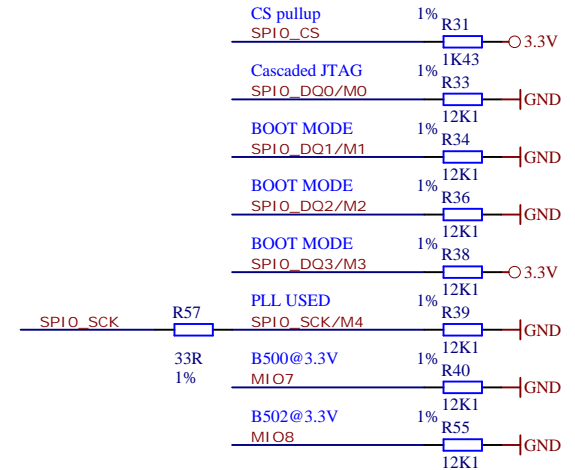 CS pullup 1% R31
SPI0_CS 3.3V
1K43
Cascaded JTAG 1% R33
SPI0_DQ0/M0 GND
12K1
BOOT MODE 1% R34
SPI0_DQ1/M1 GND
12K1
BOOT MODE 1% R36
SPI0_DQ2/M2 GND
12K1
BOOT MODE 1% R38
SPI0_DQ3/M3 3.3V
12K1
PLL USED 1% R39
SPI0_SCK R57 SPI0_SCK/M4 GND
33R 12K1
1%
B500@3.3V 1% R40
MIO7 GND
12K1
B502@3.3V 1% R55
MIO8 GND
12K1